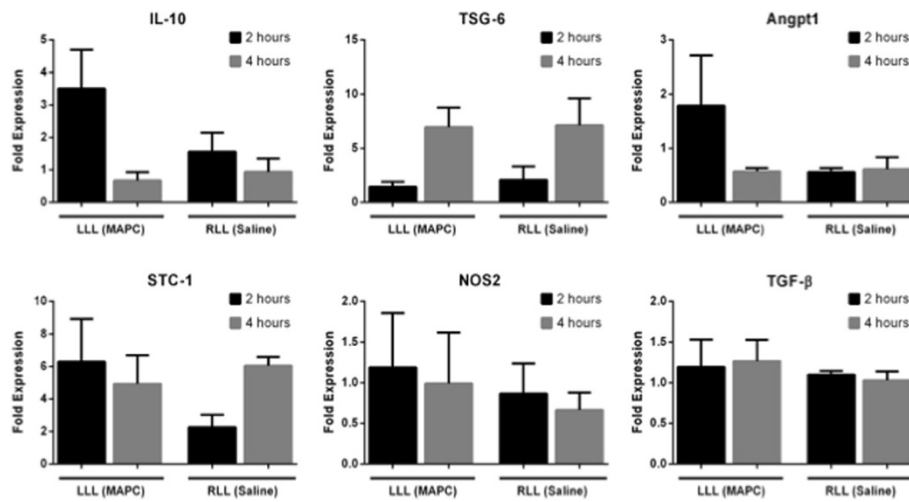 IL-10
Fold Expression
5
4
3
2
1
0
2 hours
4 hours
LLL (MAPC)
RLL (Saline)
TSG-6
Fold Expression
15
10
5
0
2 hours
4 hours
LLL (MAPC)
RLL (Saline)
Angpt1
Fold Expression
3
2
1
0
2 hours
4 hours
LLL (MAPC)
RLL (Saline)
STC-1
Fold Expression
10
8
6
4
2
0
2 hours
4 hours
LLL (MAPC)
RLL (Saline)
NOS2
Fold Expression
2.0
1.5
1.0
0.5
0.0
2 hours
4 hours
LLL (MAPC)
RLL (Saline)
TGF-β
Fold Expression
2.0
1.5
1.0
0.5
0.0
2 hours
4 hours
LLL (MAPC)
RLL (Saline)